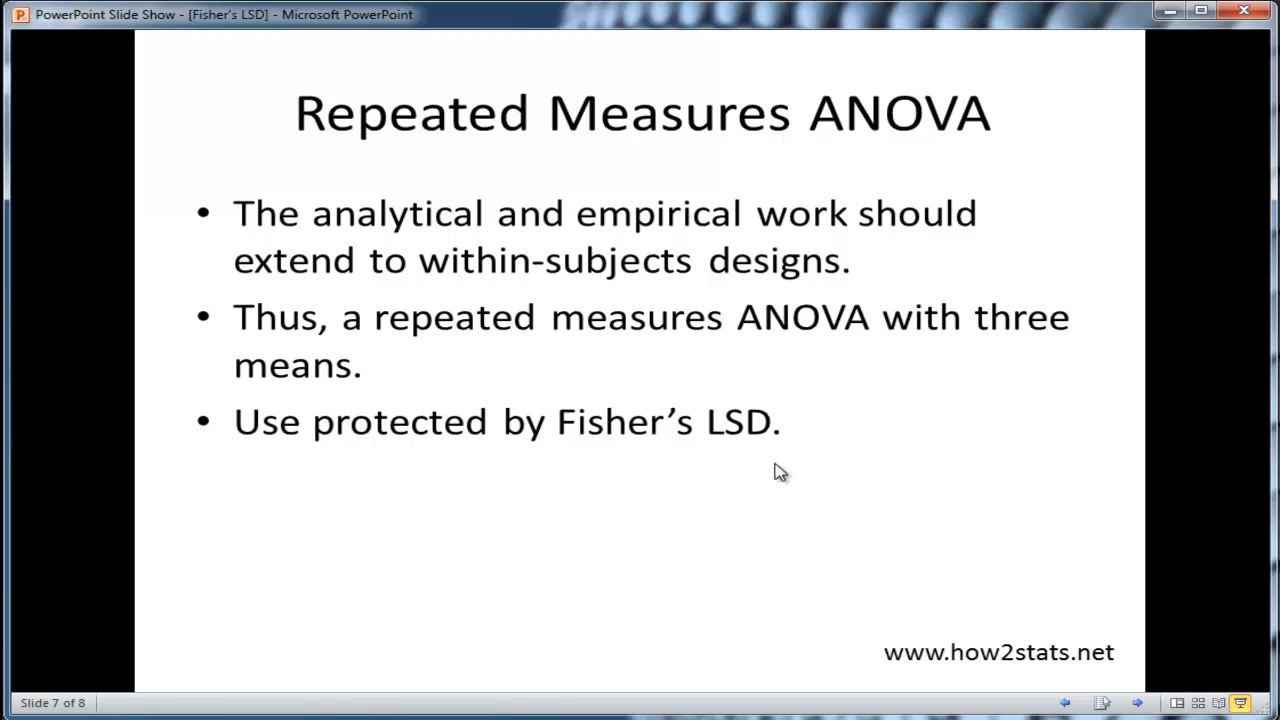 PowerPoint Slide Show - [Fisher's LSD] - Microsoft PowerPoint
Repeated Measures ANOVA
• The analytical and empirical work should
extend to within-subjects designs.
• Thus, a repeated measures ANOVA with three
means.
• Use protected by Fisher’s LSD.
www.how2stats.net
Slide 7 of 8